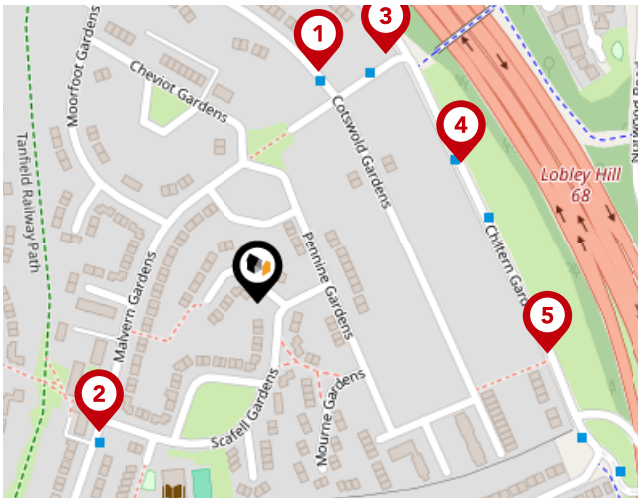 1
3
Moorfoot Gardens
Cheviot Gardens
Cotswold Gardens
4
Tanfield Railway Path
Lobley Hill
68
Pennine Gardens
Chiltern Gard
Malvern Gardens
5
2
Scafell Gardens
Mourne Gardens